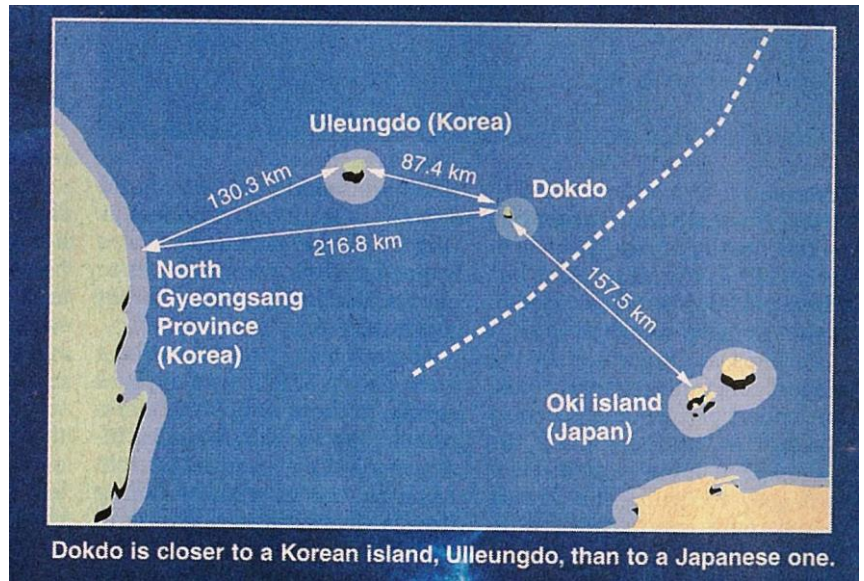 Uleungdo (Korea)
130.3 km
87.4 km
Dokdo
216.8 km
North
Gyeongsang
Province
(Korea)
157.5 km
Oki island
(Japan)
Dokdo is closer to a Korean island, Ulleungdo, than to a Japanese one.